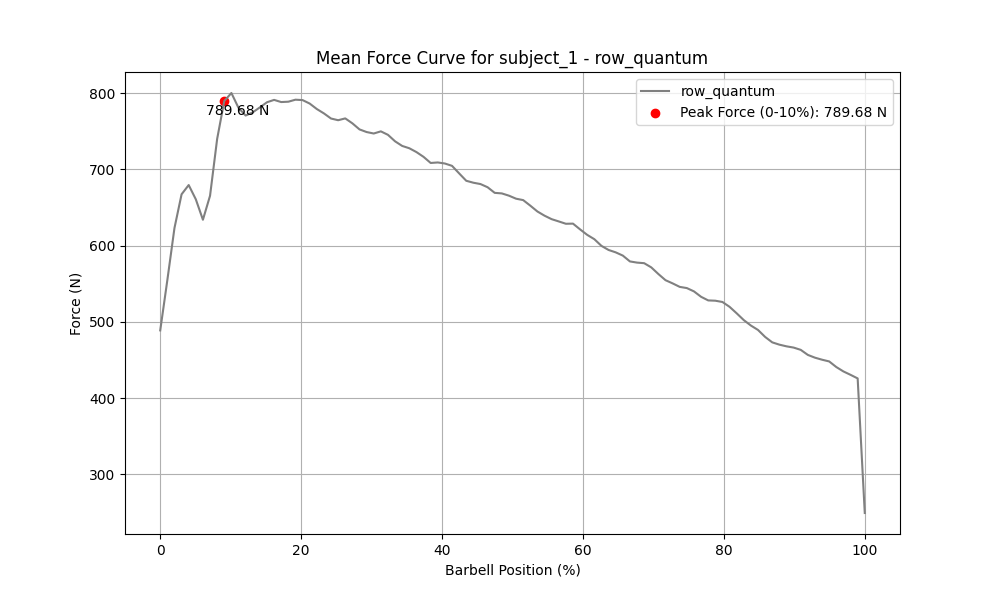 Mean Force Curve for subject_1 - row_quantum
row_quantum
Peak Force (0-10%): 789.68 N
789.68 N
800
700
600
500
400
300
Force (N)
0 20 40 60 80 100
Barbell Position (%)